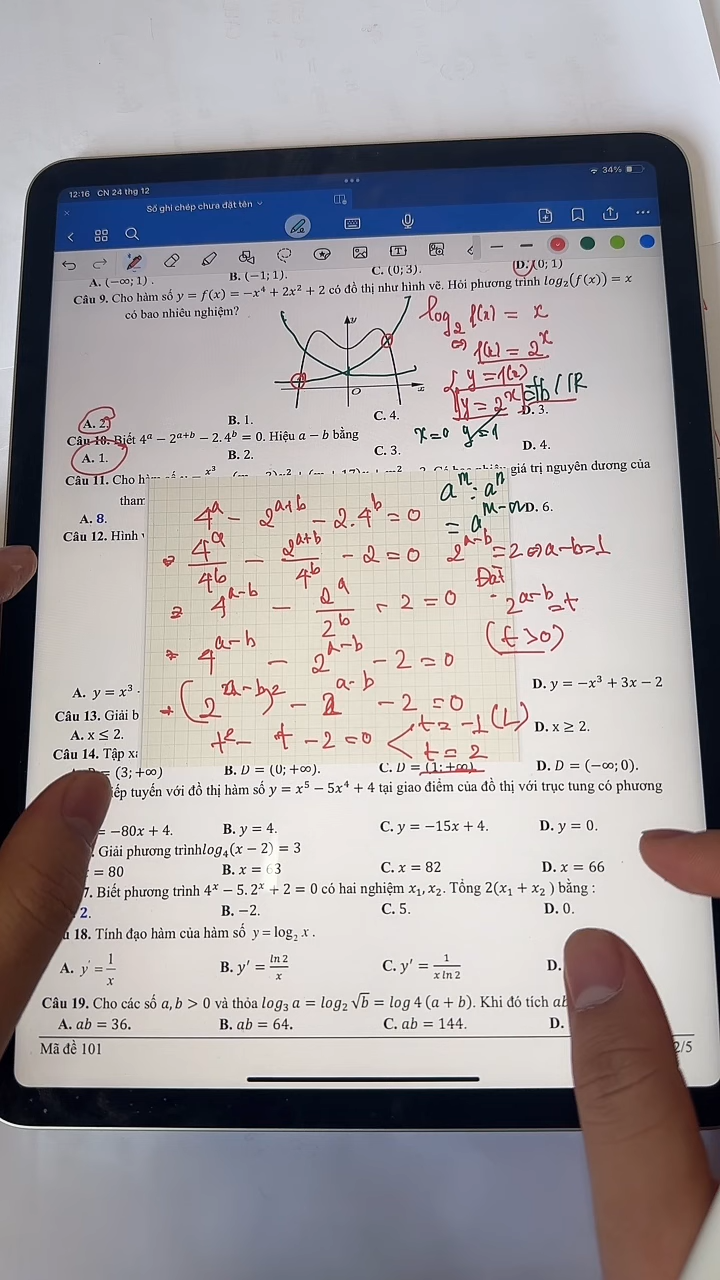 12:16 CN 24 thg 12
34%
Sổ ghi chép chưa đặt tên
A. (−∞; 1). B. (−1; 1). C. (0; 3). D. (0; 1)
Câu 9. Cho hàm số y = f(x) = −x⁴ + 2x² + 2 có đồ thị như hình vẽ. Hỏi phương trình log₂(f(x)) = x
có bao nhiêu nghiệm?
y
O x
log₂ f(x) = x
⇔ f(x) = 2ˣ
y = f(x)
y = 2ˣ đb / ℝ
x=0 y=1
A. 2. B. 1. C. 4. D. 3.
Câu 10. Biết 4ᵃ − 2ᵃ⁺ᵇ − 2.4ᵇ = 0. Hiệu a − b bằng
A. 1. B. 2. C. 3. D. 4.
Câu 11. Cho giá trị nguyên dương của
tham
A. 8. D. 6.
Câu 12. Hình
4ᵃ − 2ᵃ⁺ᵇ − 2.4ᵇ = 0
aᵐ : aⁿ
= aᵐ⁻ⁿ
4ᵃ/4ᵇ − 2ᵃ⁺ᵇ/4ᵇ − 2 = 0
2ᵃ⁻ᵇ = 2 ⇔ a−b=1
4ᵃ⁻ᵇ − 2ᵃ/2ᵇ − 2 = 0
Đặt
2ᵃ⁻ᵇ = t
(t >0)
4ᵃ⁻ᵇ − 2ᵃ⁻ᵇ − 2 = 0
(2ᵃ⁻ᵇ)² − 2ᵃ⁻ᵇ − 2 = 0
t² − t − 2 = 0
t = −1 (L)
t = 2
A. y = x³ D. y = −x³ + 3x − 2
Câu 13. Giải b
A. x ≤ 2. D. x ≥ 2.
Câu 14. Tập
= (3; +∞) B. D = (0; +∞). C. D = (1; +∞) D. D = (−∞; 0).
tiếp tuyến với đồ thị hàm số y = x⁵ − 5x⁴ + 4 tại giao điểm của đồ thị với trục tung có phương
= −80x + 4. B. y = 4. C. y = −15x + 4. D. y = 0.
. Giải phương trình log₄(x − 2) = 3
= 80 B. x = 63 C. x = 82 D. x = 66
7. Biết phương trình 4ˣ − 5.2ˣ + 2 = 0 có hai nghiệm x₁, x₂. Tổng 2(x₁ + x₂ ) bằng :
2. B. −2. C. 5. D. 0.
18. Tính đạo hàm của hàm số y = log₂ x .
A. y' = 1/x B. y′ = ln2/x C. y′ = 1/(x ln 2) D.
Câu 19. Cho các số a, b > 0 và thỏa log₃ a = log₂ √b = log 4 (a + b). Khi đó tích ab
A. ab = 36. B. ab = 64. C. ab = 144. D.
Mã đề 101 2/5